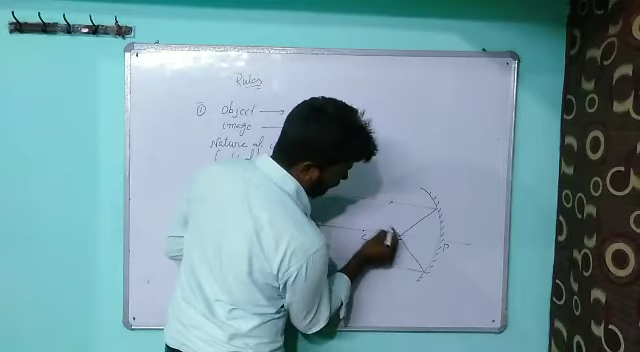 Rules
① Object →
image
Nature of
C
P